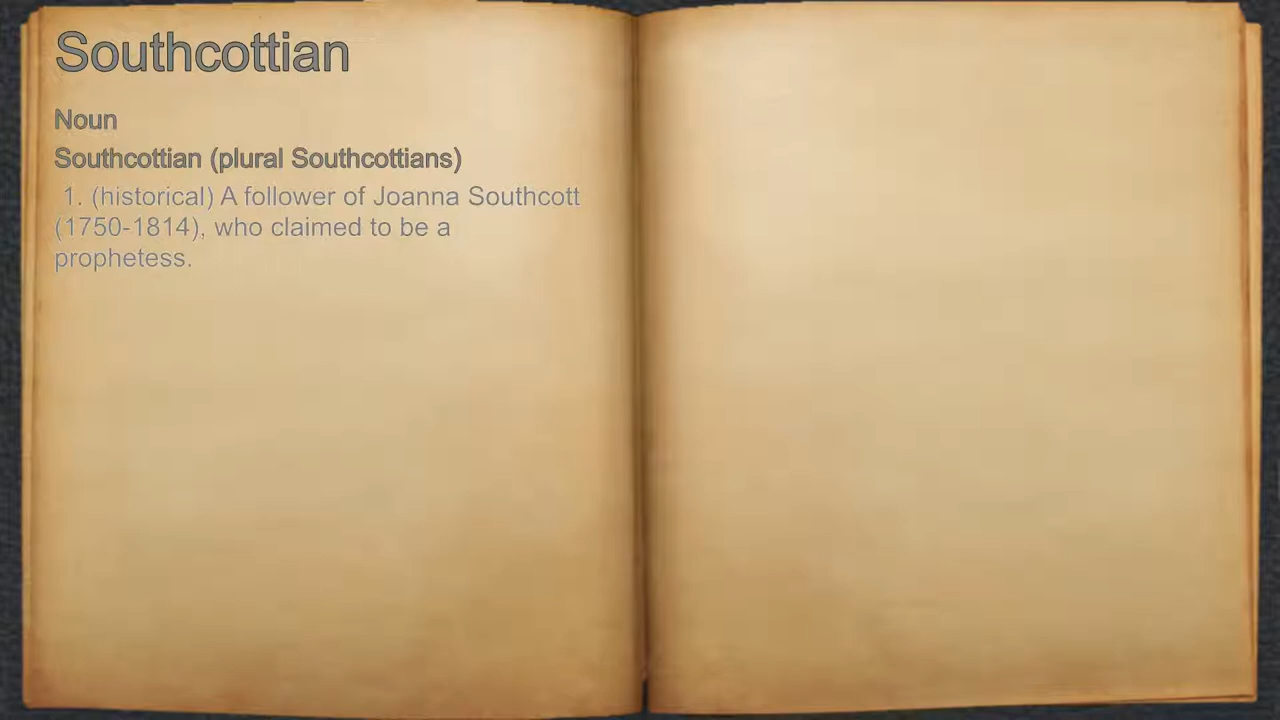 Southcottian
Noun
Southcottian (plural Southcottians)
1. (historical) A follower of Joanna Southcott
(1750-1814), who claimed to be a
prophetess.